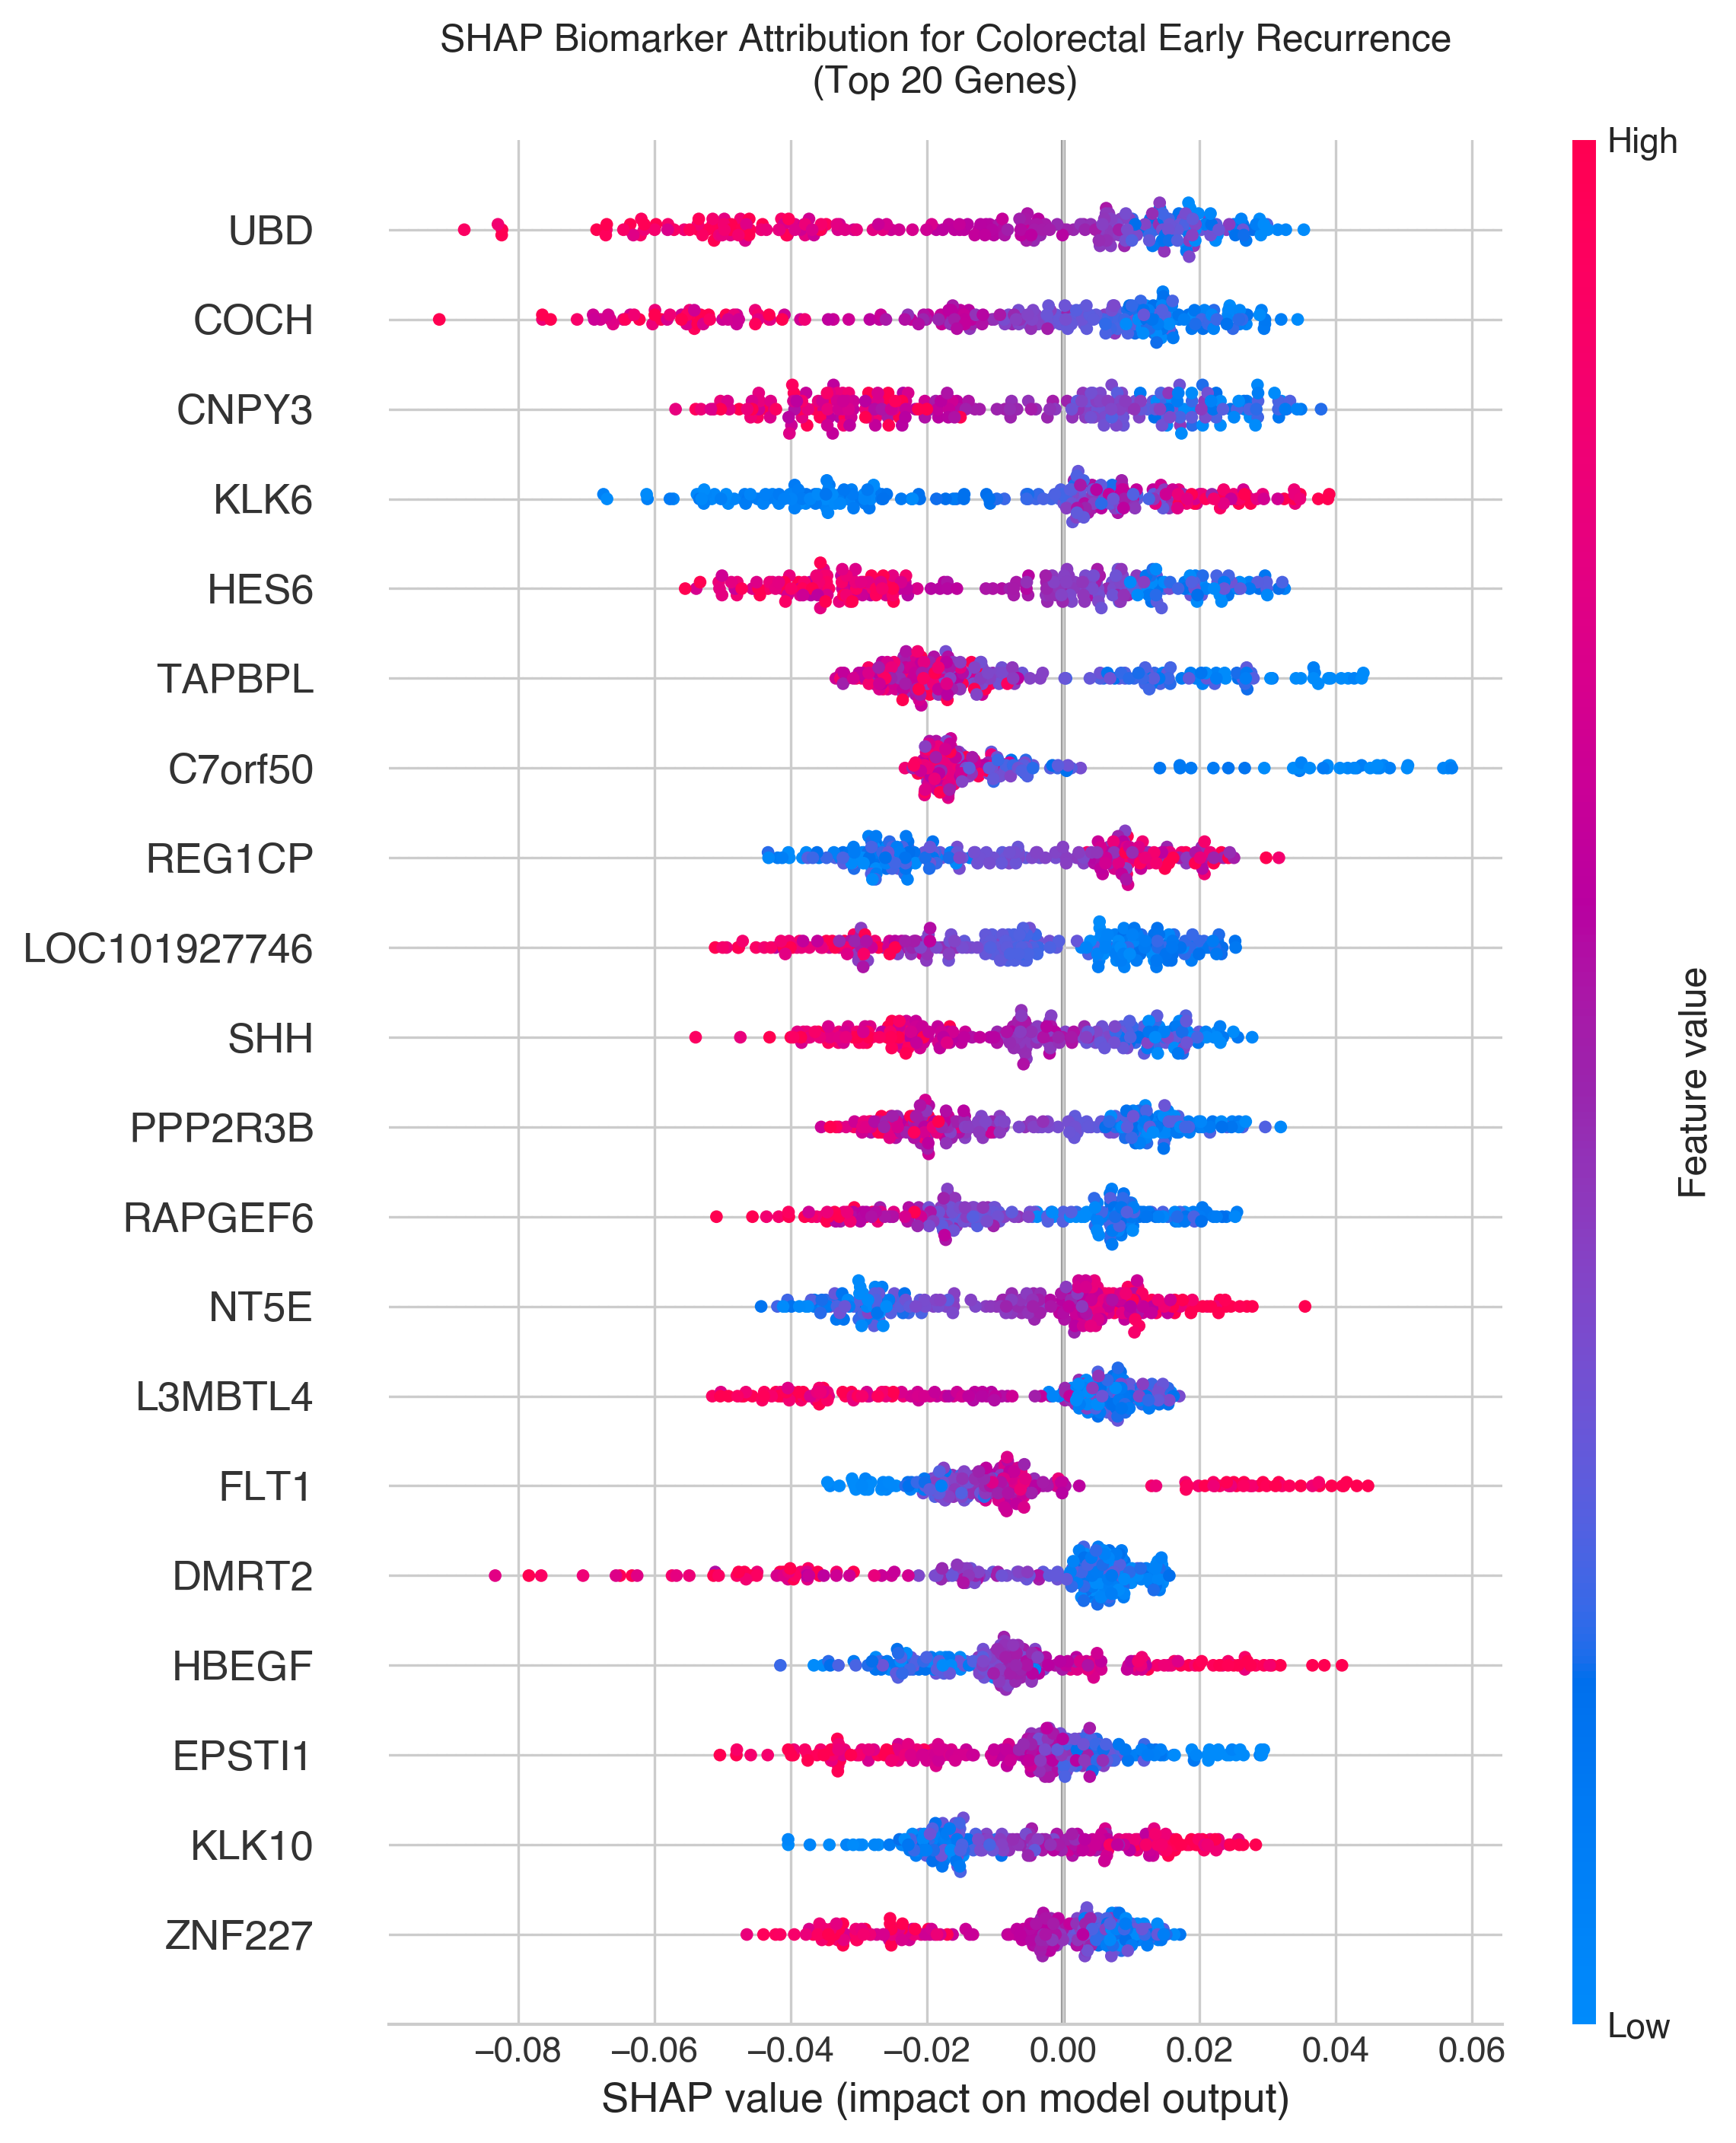 SHAP Biomarker Attribution for Colorectal Early Recurrence
(Top 20 Genes)
High
UBD
COCH
CNPY3
KLK6
HES6
TAPBPL
C7orf50
REG1CP
LOC101927746
SHH
PPP2R3B
RAPGEF6
NT5E
L3MBTL4
FLT1
DMRT2
HBEGF
EPSTI1
KLK10
ZNF227
Feature value
Low
−0.08 −0.06 −0.04 −0.02 0.00 0.02 0.04 0.06
SHAP value (impact on model output)